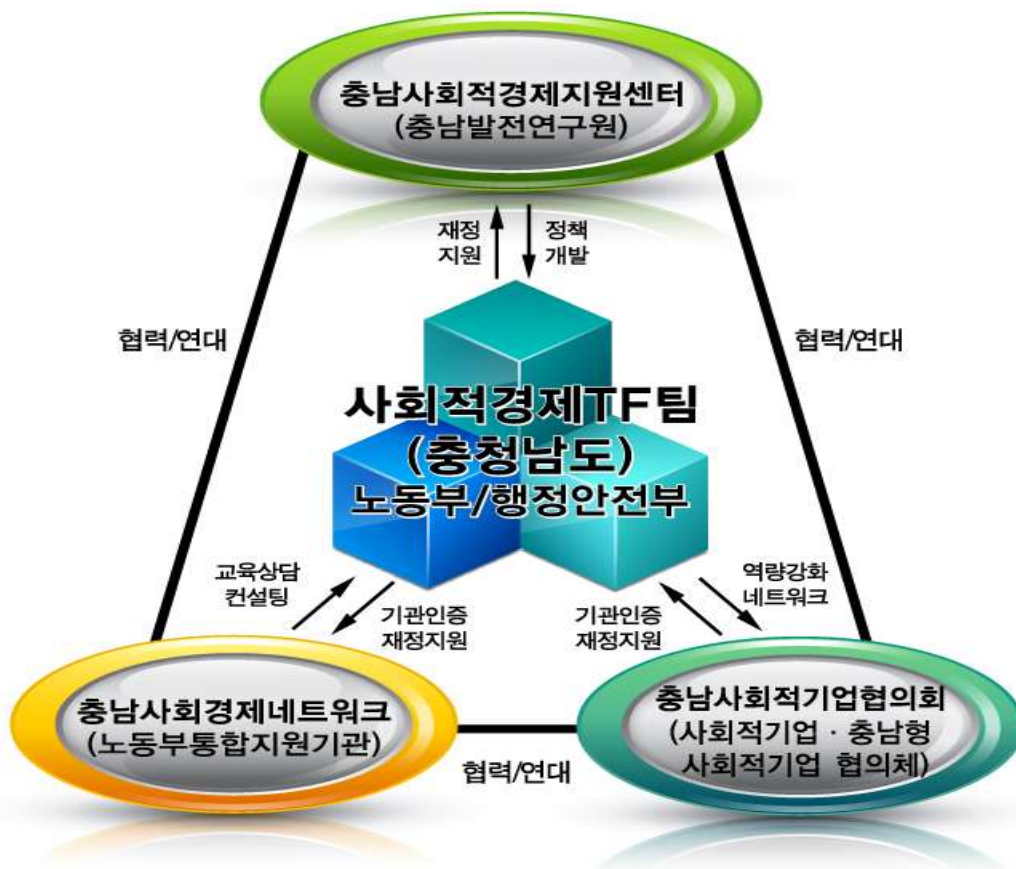 충남사회적경제지원센터
(충남발전연구원)
재정
지원
정책
개발
협력/연대
협력/연대
사회적경제TF팀
(충청남도)
노동부/행정안전부
교육상담
컨설팅
기관인증
재정지원
기관인증
재정지원
역량강화
네트워크
충남사회경제네트워크
(노동부통합지원기관)
협력/연대
충남사회적기업협의회
(사회적기업 · 충남형
사회적기업 협의체)